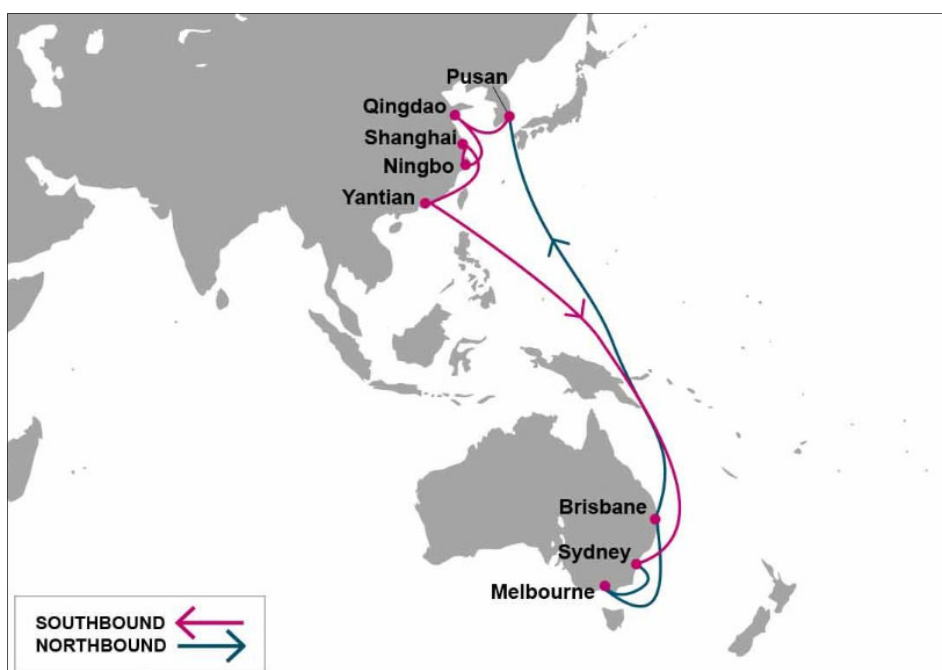 Pusan
Qingdao
Shanghai
Ningbo
Yantian
Brisbane
Sydney
Melbourne
SOUTHBOUND
NORTHBOUND